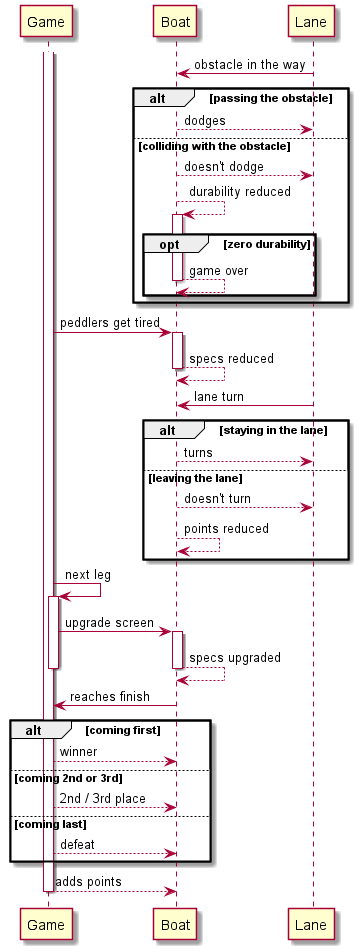 Game Boat Lane
obstacle in the way
alt [passing the obstacle]
dodges
[colliding with the obstacle]
doesn't dodge
durability reduced
opt [zero durability]
game over
peddlers get tired
specs reduced
lane turn
alt [staying in the lane]
turns
[leaving the lane]
doesn't turn
points reduced
next leg
upgrade screen
specs upgraded
reaches finish
alt [coming first]
winner
[coming 2nd or 3rd]
2nd / 3rd place
[coming last]
defeat
adds points
Game Boat Lane